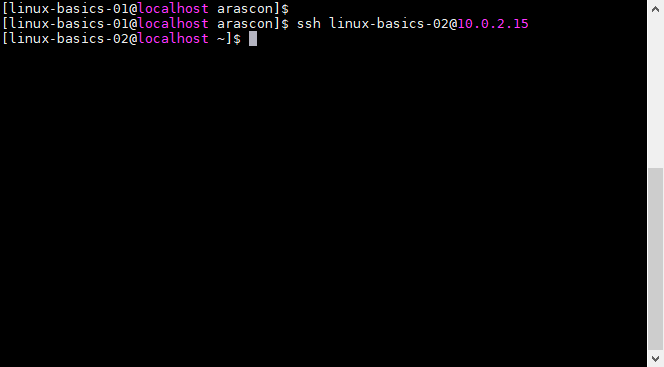 [linux-basics-01@localhost arascon]$
[linux-basics-01@localhost arascon]$ ssh linux-basics-02@10.0.2.15
[linux-basics-02@localhost ~]$